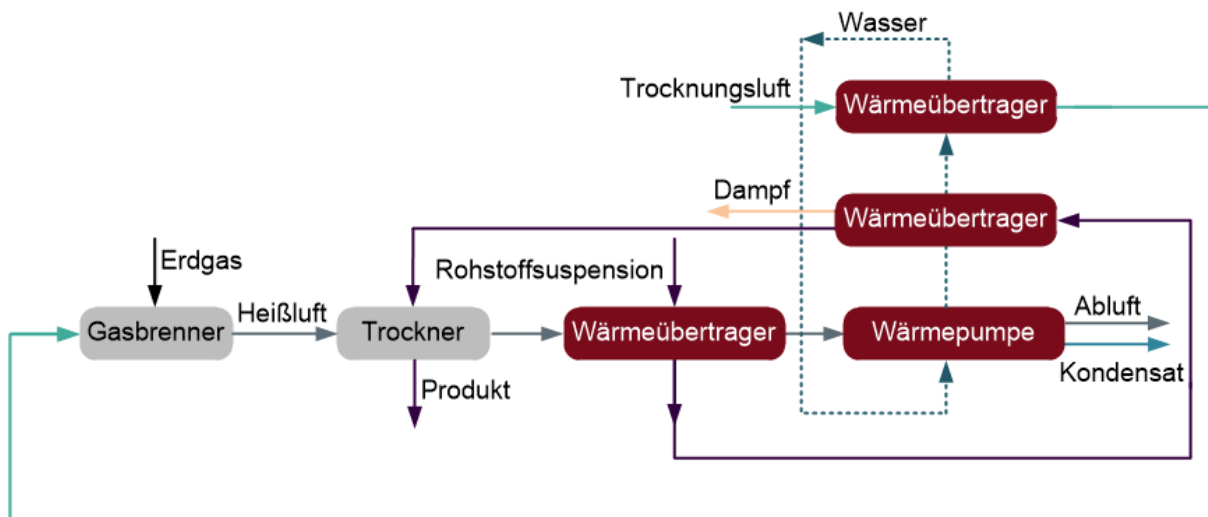 Wasser
Trocknungsluft
Wärmeübertrager
Dampf
Wärmeübertrager
Erdgas
Rohstoffsuspension
Gasbrenner
Heißluft
Trockner
Wärmeübertrager
Wärmepumpe
Abluft
Kondensat
Produkt